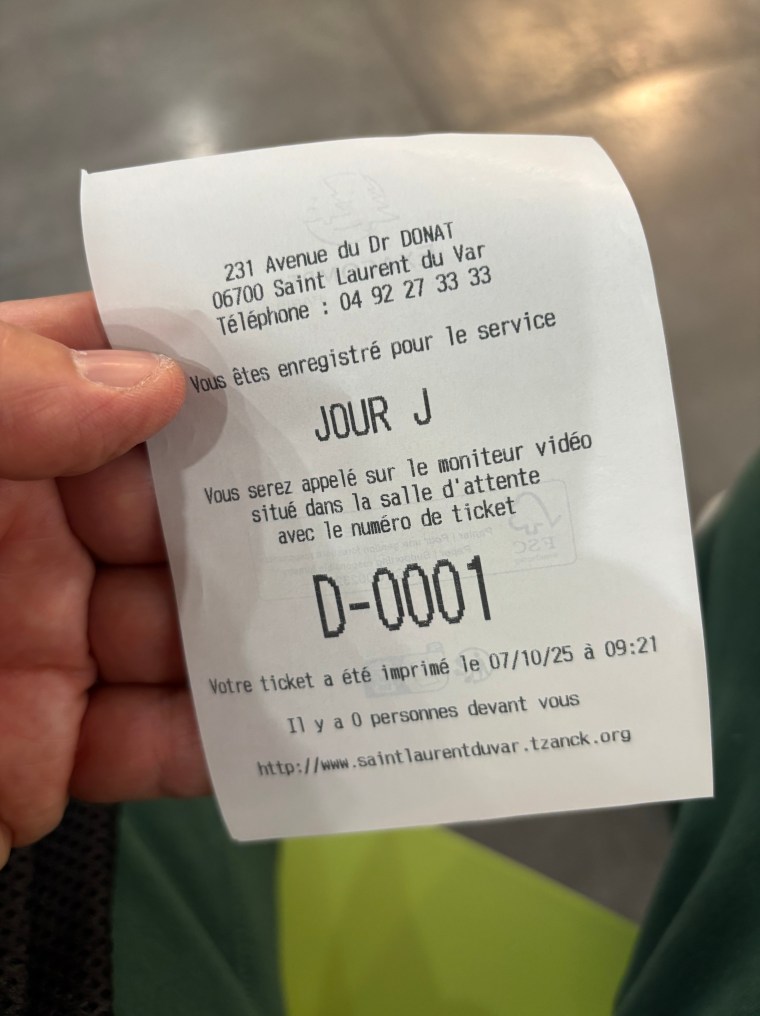 231 Avenue du Dr DONAT
06700 Saint Laurent du Var
Téléphone : 04 92 27 33 33
Vous êtes enregistré pour le service
JOUR J
Vous serez appelé sur le moniteur vidéo
situé dans la salle d'attente
avec le numéro de ticket
D-0001
Votre ticket a été imprimé le 07/10/25 à 09:21
Il y a 0 personnes devant vous
http://www.saintlaurentduvar.tzanck.org
FSC